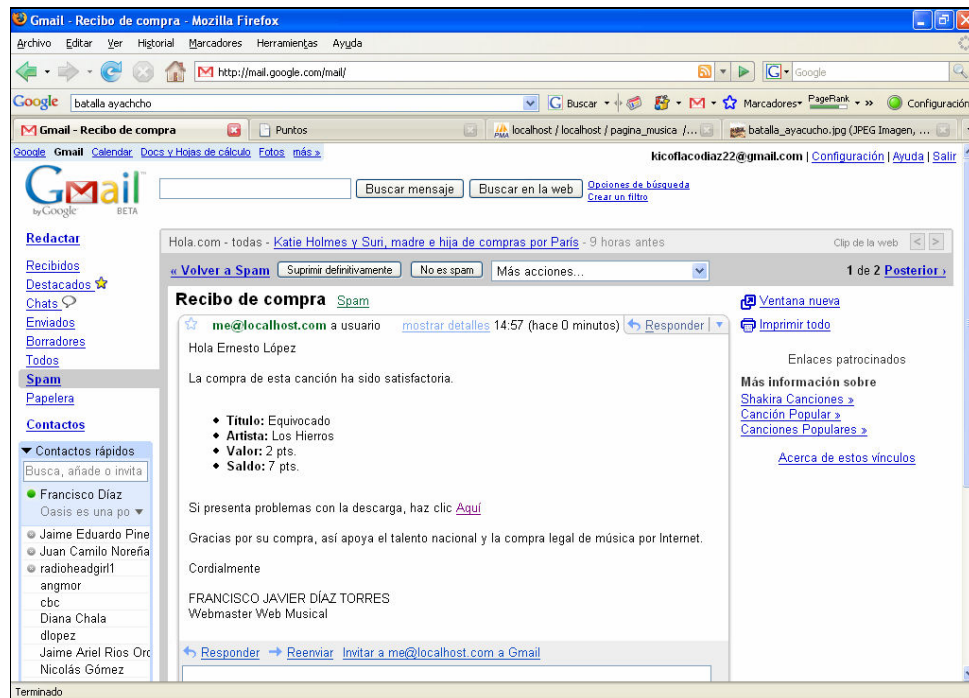 Gmail - Recibo de compra - Mozilla Firefox
Archivo Editar Ver Historial Marcadores Herramientas Ayuda
http://mail.google.com/mail/ Google
Google batalla ayachcho Buscar Marcadores PageRank » Configuración
Gmail - Recibo de compra Puntos localhost / localhost / pagina_musica /... batalla_ayacucho.jpg (JPEG Imagen, ...
Google Gmail Calendar Docs y Hojas de cálculo Fotos más » kicoflacodiaz22@gmail.com | Configuración | Ayuda | Salir
Gmail by Google BETA
Buscar mensaje Buscar en la web Opciones de búsqueda
Crear un filtro
Redactar
Recibidos
Destacados
Chats
Enviados
Borradores
Todos
Spam
Papelera
Contactos
Contactos rápidos
Busca, añade o invita
Francisco Díaz
Oasis es una po
Jaime Eduardo Pine
Juan Camilo Noreña
radioheadgirl1
angmor
cbc
Diana Chala
dlopez
Jaime Ariel Rios Oro
Nicolás Gómez
Hola.com - todas - Katie Holmes y Suri, madre e hija de compras por París - 9 horas antes Clip de la web < >
« Volver a Spam Suprimir definitivamente No es spam Más acciones... 1 de 2 Posterior ›
Recibo de compra Spam
me@localhost.com a usuario mostrar detalles 14:57 (hace 0 minutos) Responder
Hola Ernesto López
La compra de esta canción ha sido satisfactoria.
Título: Equivocado
Artista: Los Hierros
Valor: 2 pts.
Saldo: 7 pts.
Si presenta problemas con la descarga, haz clic Aquí
Gracias por su compra, así apoya el talento nacional y la compra legal de música por Internet.
Cordialmente
FRANCISCO JAVIER DÍAZ TORRES
Webmaster Web Musical
Responder Reenviar Invitar a me@localhost.com a Gmail
Ventana nueva
Imprimir todo
Enlaces patrocinados
Más información sobre
Shakira Canciones »
Canción Popular »
Canciones Populares »
Acerca de estos vínculos
Terminado